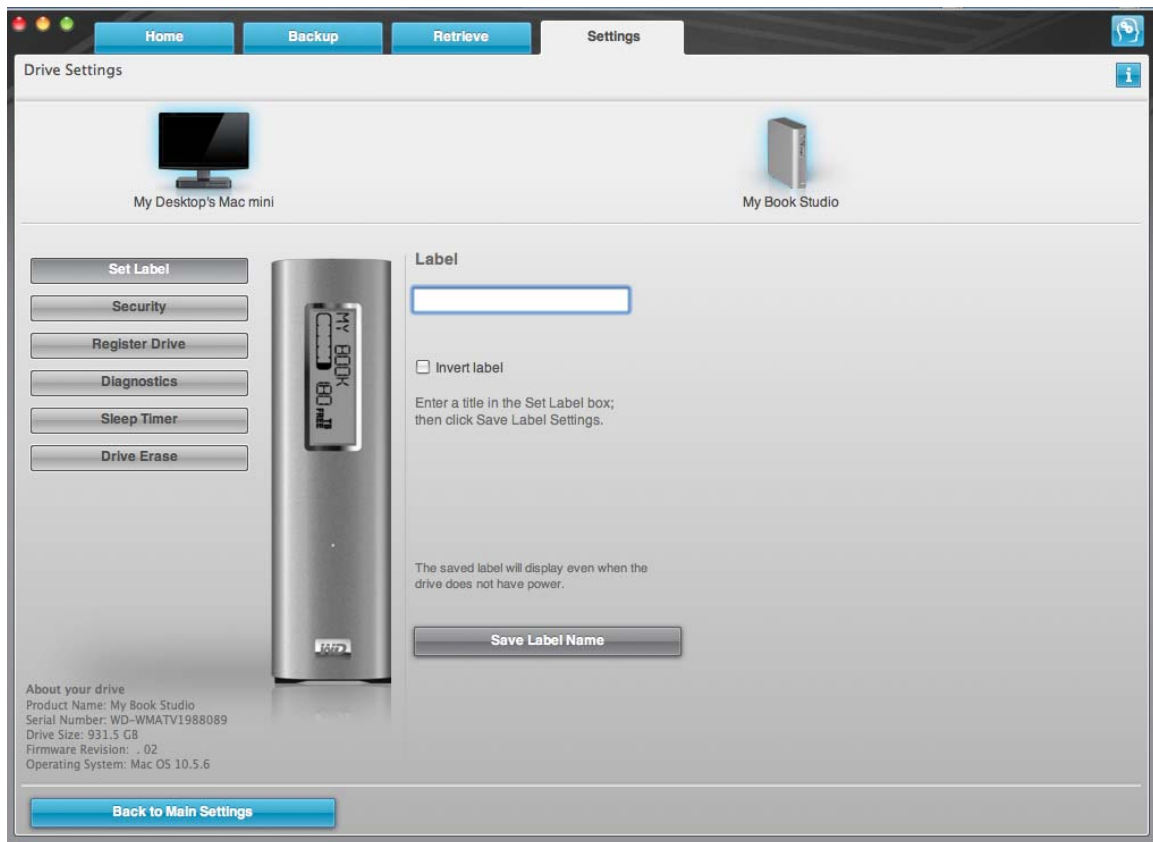 Home
Backup
Retrieve
Settings
Drive Settings
i
My Desktop's Mac mini
My Book Studio
Set Label
Security
Register Drive
Diagnostics
Sleep Timer
Drive Erase
MY BOOK
180 TB FREE
WD
Label
Invert label
Enter a title in the Set Label box;
then click Save Label Settings.
The saved label will display even when the
drive does not have power.
Save Label Name
About your drive
Product Name: My Book Studio
Serial Number: WD-WMATV1988089
Drive Size: 931.5 GB
Firmware Revision: . 02
Operating System: Mac OS 10.5.6
Back to Main Settings